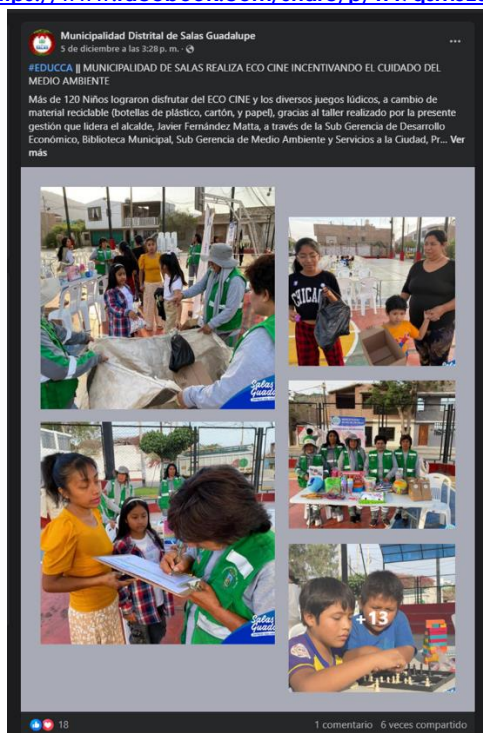 Municipalidad Distrital de Salas Guadalupe
5 de diciembre a las 3:28 p. m. ·
#EDUCCA || MUNICIPALIDAD DE SALAS REALIZA ECO CINE INCENTIVANDO EL CUIDADO DEL
MEDIO AMBIENTE
Más de 120 Niños lograron disfrutar del ECO CINE y los diversos juegos lúdicos, a cambio de
material reciclable (botellas de plástico, cartón, y papel), gracias al taller realizado por la presente
gestión que lidera el alcalde, Javier Fernández Matta, a través de la Sub Gerencia de Desarrollo
Económico, Biblioteca Municipal, Sub Gerencia de Medio Ambiente y Servicios a la Ciudad, Pr... Ver
más
CHICA
Salas
Guada
Salas
Guada
+13
18
1 comentario 6 veces compartido